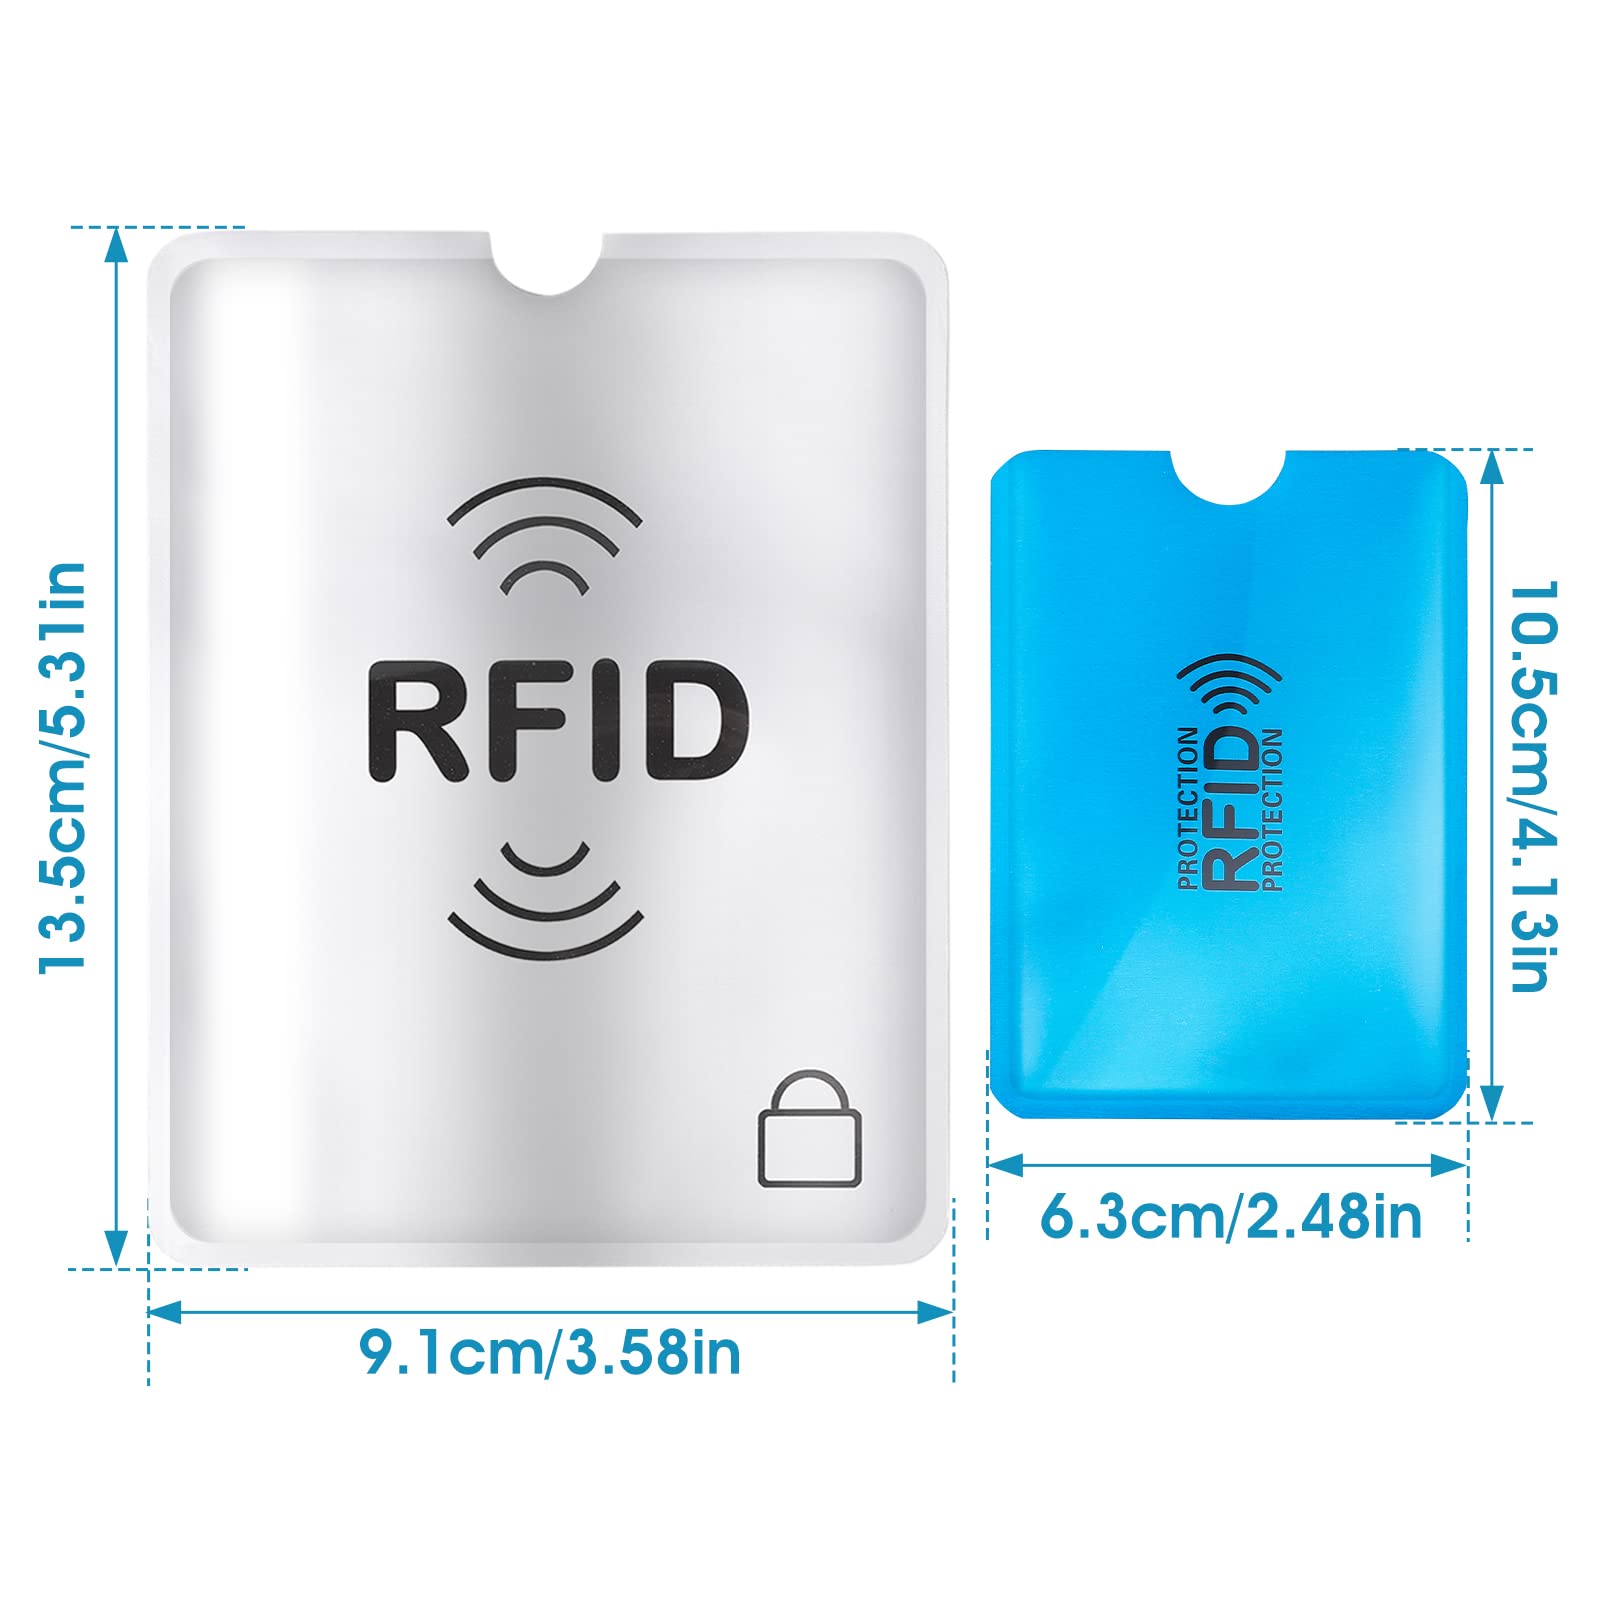 13.5cm/5.31in
RFID
9.1cm/3.58in
PROTECTION
RFID
PROTECTION
10.5cm/4.13in
6.3cm/2.48in